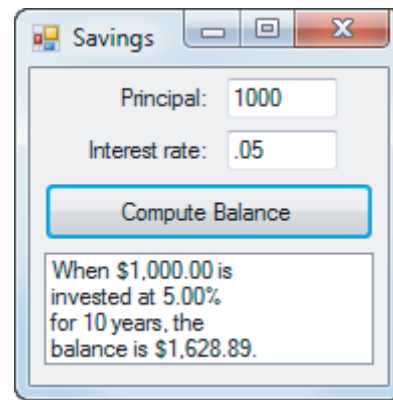 Savings
Principal: 1000
Interest rate: .05
Compute Balance
When $1,000.00 is
invested at 5.00%
for 10 years, the
balance is $1,628.89.